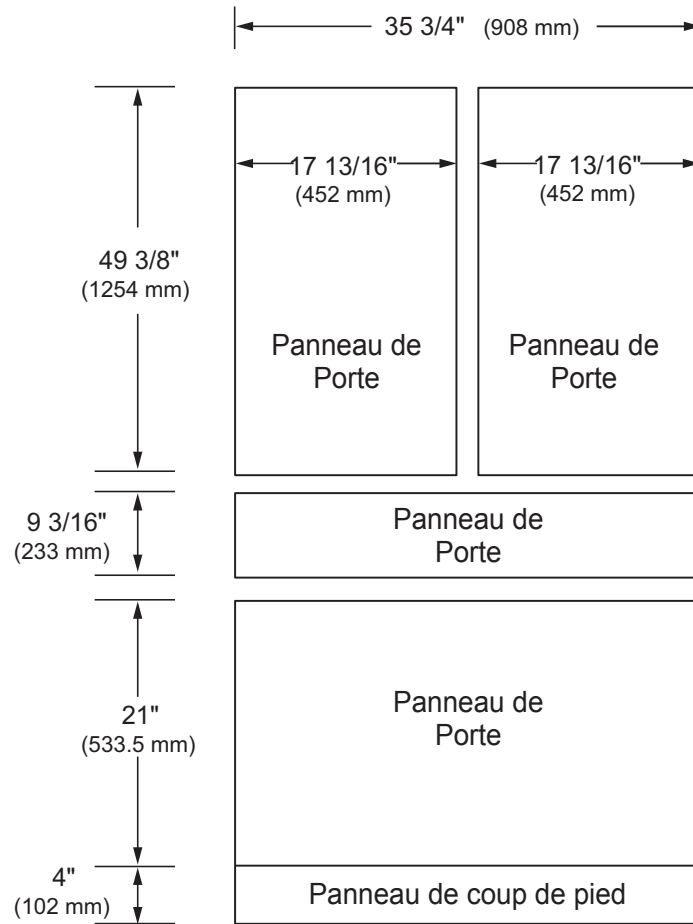 35 3/4" (908 mm)
17 13/16"
(452 mm)
17 13/16"
(452 mm)
49 3/8"
(1254 mm)
Panneau de
Porte
Panneau de
Porte
9 3/16"
(233 mm)
Panneau de
Porte
21"
(533.5 mm)
Panneau de
Porte
4"
(102 mm)
Panneau de coup de pied